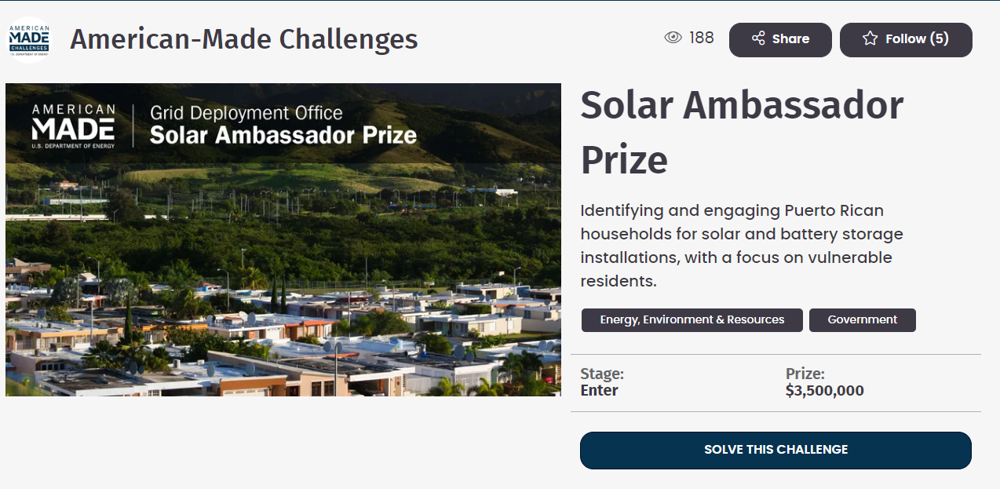 AMERICAN
MADE
CHALLENGES
U.S. DEPARTMENT OF ENERGY
American-Made Challenges
188
Share
Follow (5)
AMERICAN
MADE
U.S. DEPARTMENT OF ENERGY
Grid Deployment Office
Solar Ambassador Prize
Solar Ambassador
Prize
Identifying and engaging Puerto Rican
households for solar and battery storage
installations, with a focus on vulnerable
residents.
Energy, Environment & Resources
Government
Stage:
Enter
Prize:
$3,500,000
SOLVE THIS CHALLENGE